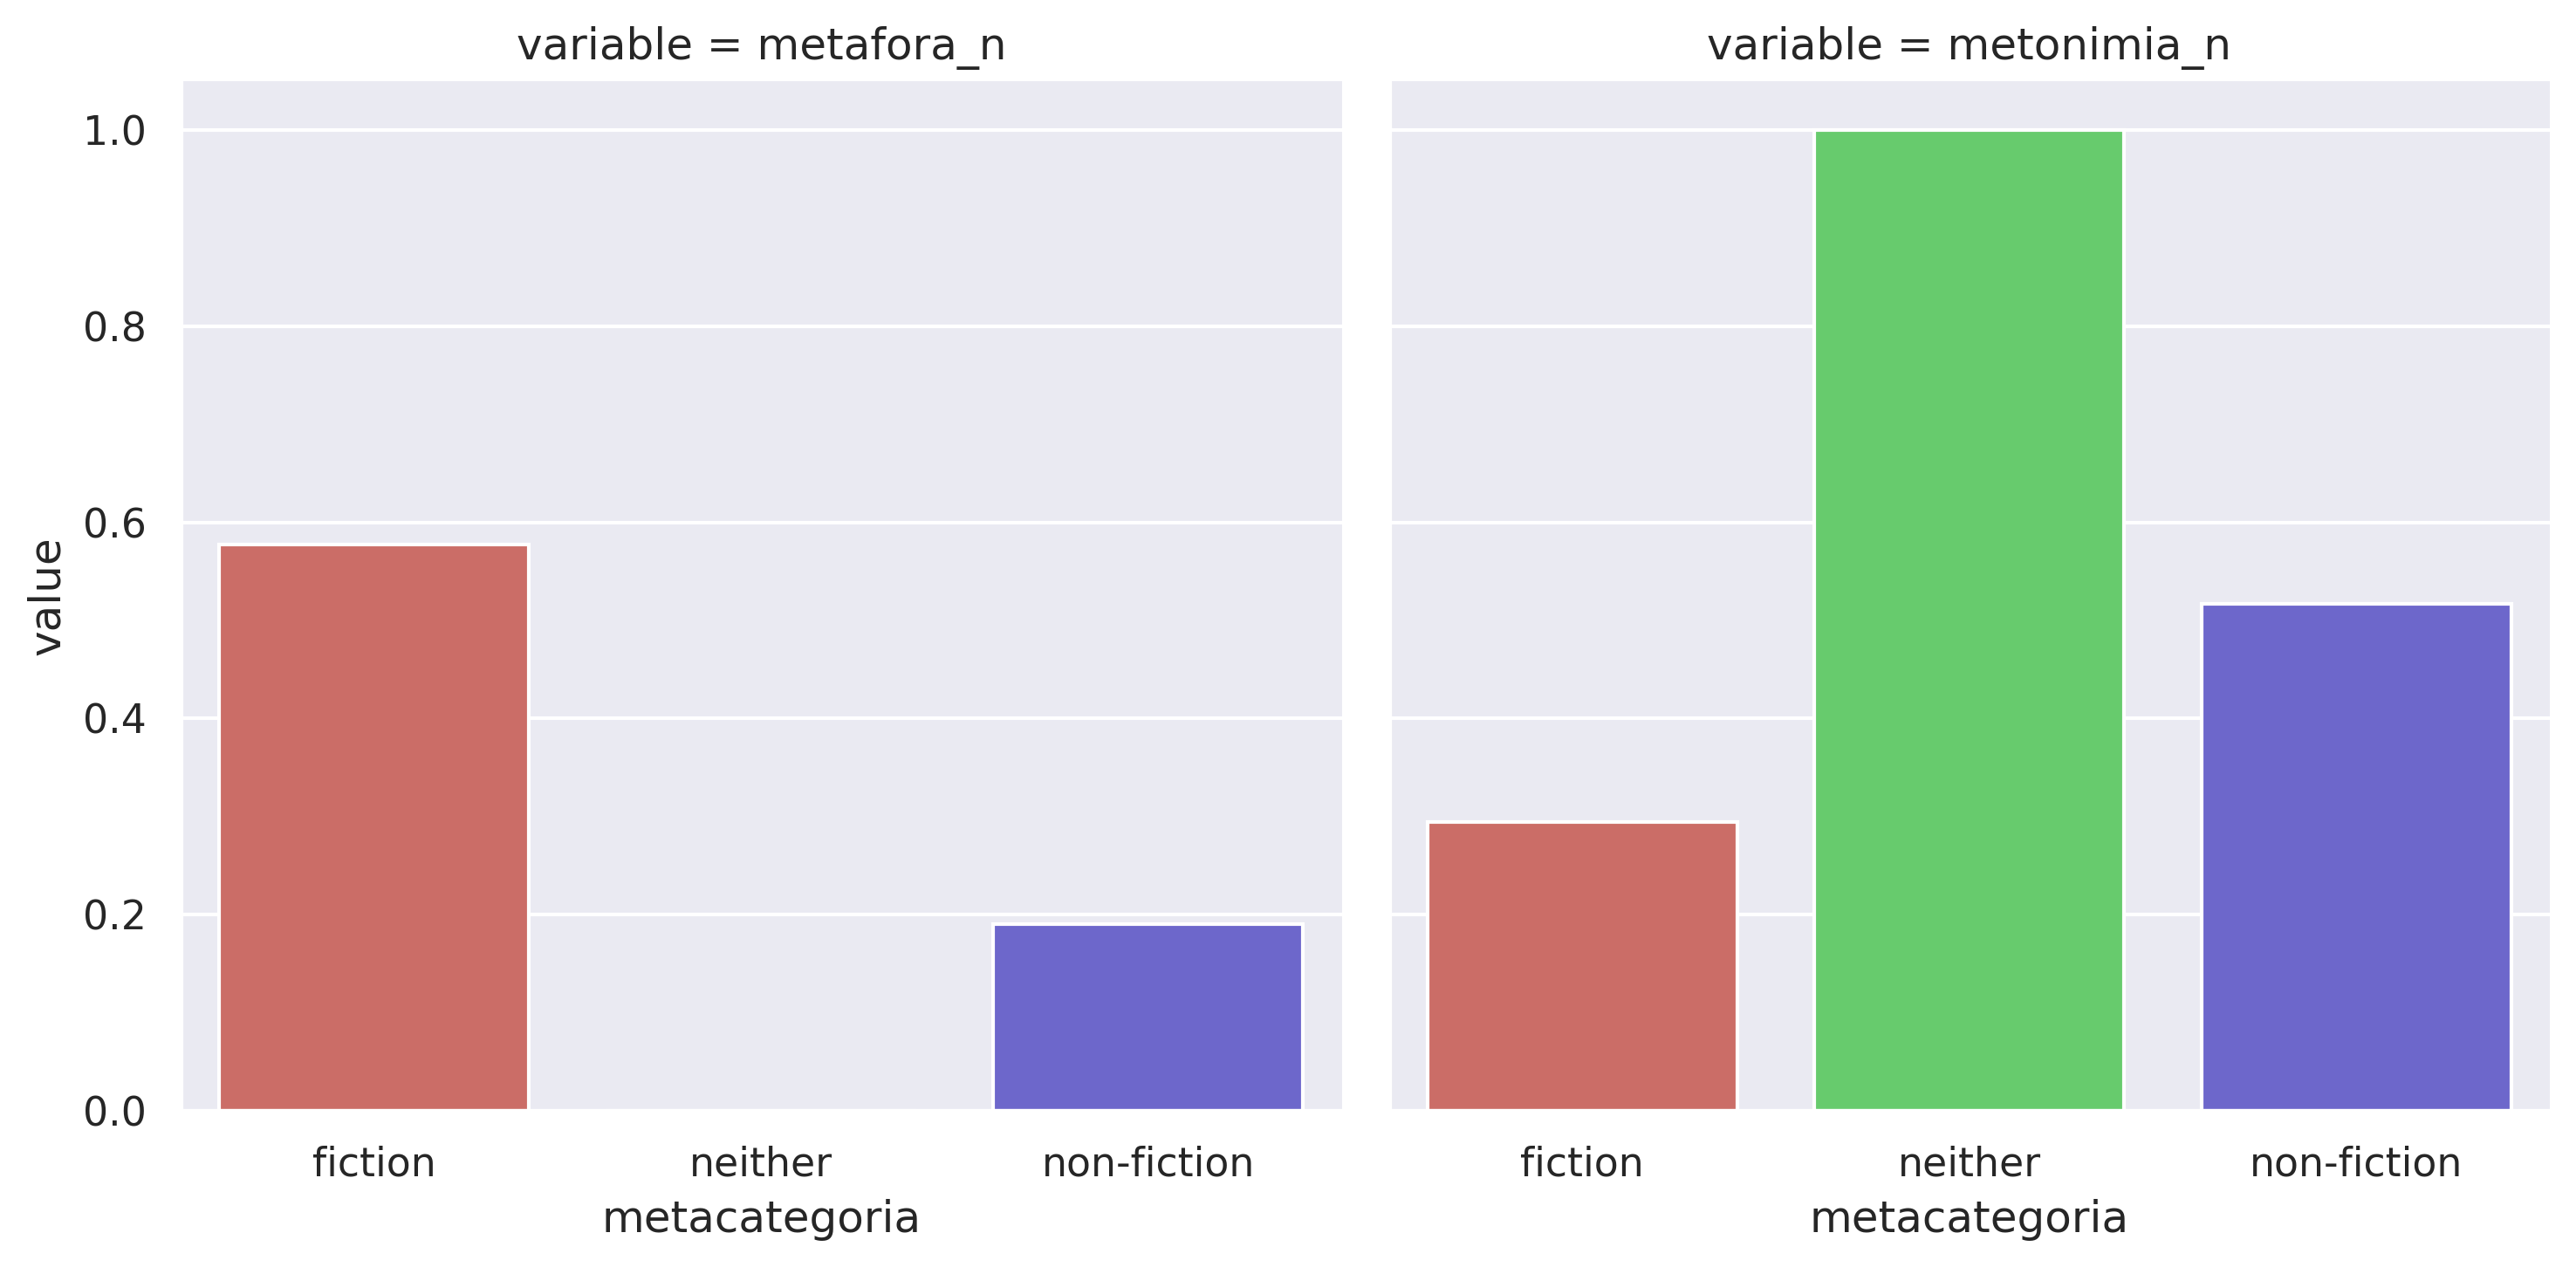 variable = metafora_n
variable = metonimia_n
value
1.0
0.8
0.6
0.4
0.2
0.0
fiction
neither
non-fiction
metacategoria
fiction
neither
non-fiction
metacategoria